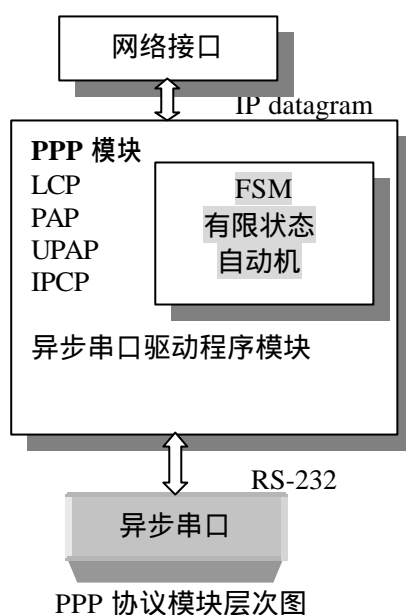 网络接口
IP datagram
PPP 模块
LCP
PAP
UPAP
IPCP
FSM
有限状态
自动机
异步串口驱动程序模块
RS-232
异步串口
PPP 协议模块层次图